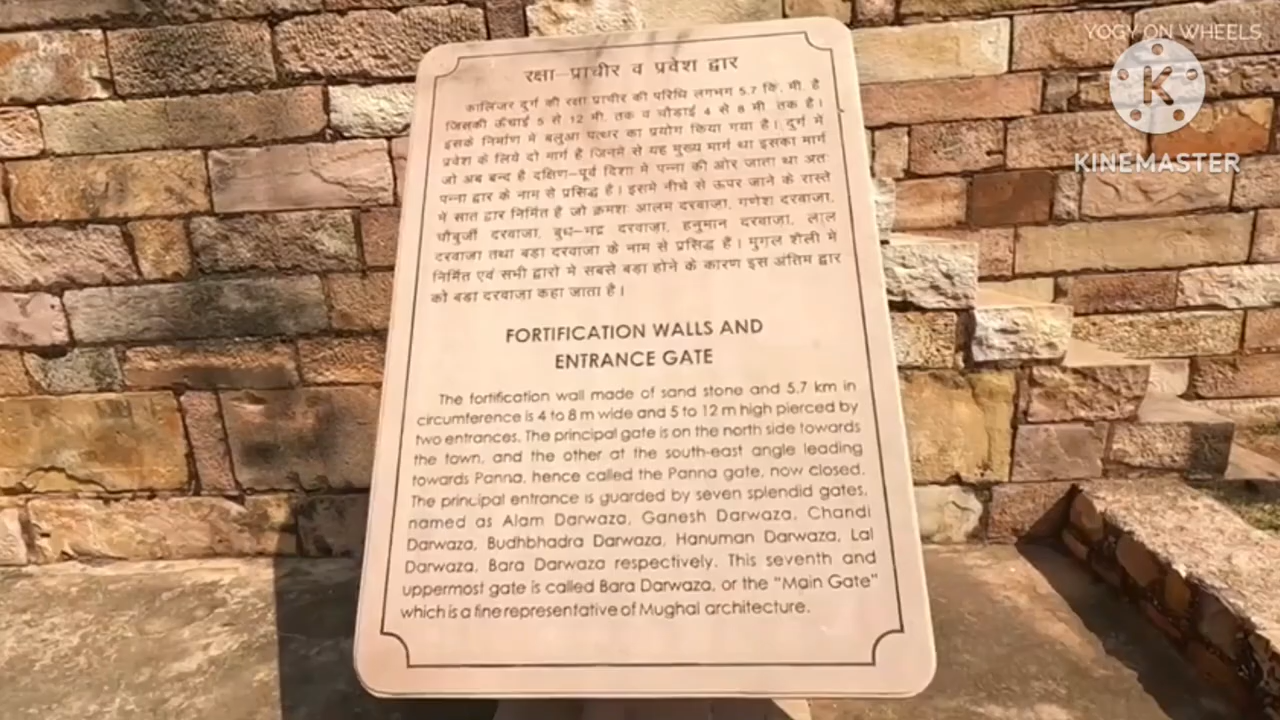 YOGY ON WHEELS
K
KINEMASTER
रक्षा–प्राचीर व प्रवेश द्वार
कालिंजर दुर्ग की रक्षा प्राचीर की परिधि लगभग 5.7 कि. मी. है
जिसकी ऊँचाई 5 से 12 मी. तक व चौड़ाई 4 से 8 मी. तक है।
इसके निर्माण में बलुआ पत्थर का प्रयोग किया गया है। दुर्ग में
प्रवेश के लिये दो मार्ग है जिनमें से यह मुख्य मार्ग था इसका मार्ग
जो अब बन्द है दक्षिण–पूर्व दिशा में पन्ना की ओर जाता था अतः
पन्ना द्वार के नाम से प्रसिद्ध है। इसमें नीचे से ऊपर जाने के रास्ते
में सात द्वार निर्मित है जो क्रमशः आलम दरवाजा, गणेश दरवाजा,
चौबुर्जी दरवाजा, बुध–भद्र दरवाजा, हनुमान दरवाजा, लाल
दरवाजा तथा बड़ा दरवाजा के नाम से प्रसिद्ध है। मुगल शैली में
निर्मित एवं सभी द्वारों में सबसे बड़ा होने के कारण इस अंतिम द्वार
को बड़ा दरवाजा कहा जाता है।
FORTIFICATION WALLS AND
ENTRANCE GATE
The fortification wall made of sand stone and 5.7 km in
circumference is 4 to 8 m wide and 5 to 12 m high pierced by
two entrances. The principal gate is on the north side towards
the town, and the other at the south-east angle leading
towards Panna, hence called the Panna gate, now closed.
The principal entrance is guarded by seven splendid gates,
named as Alam Darwaza, Ganesh Darwaza, Chandi
Darwaza, Budhbhadra Darwaza, Hanuman Darwaza, Lal
Darwaza, Bara Darwaza respectively. This seventh and
uppermost gate is called Bara Darwaza, or the "Main Gate"
which is a fine representative of Mughal architecture.